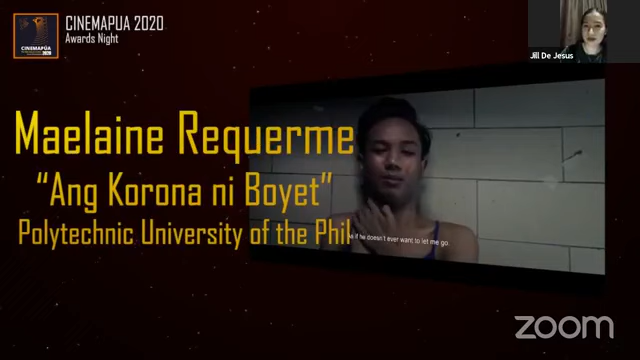 CINEMAPUA 2020
Awards Night
CINEMAPÚA
Jill De Jesus
Maelaine Requerme
“Ang Korona ni Boyet”
Polytechnic University of the Phil
e if he doesn't ever want to let me go.
zoom